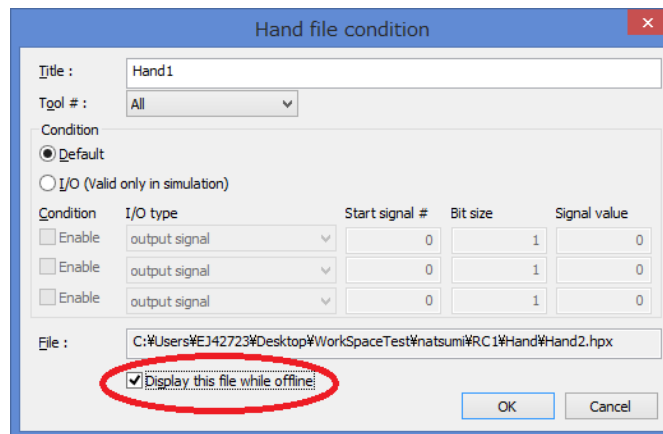 Hand file condition
Title :
Hand1
Tool # :
All
Condition
Default
I/O (Valid only in simulation)
Condition I/O type Start signal # Bit size Signal value
Enable output signal 0 1 0
Enable output signal 0 1 0
Enable output signal 0 1 0
File : C:¥Users¥EJ42723¥Desktop¥WorkSpaceTest¥natsumi¥RC1¥Hand¥Hand2.hpx
Display this file while offline
OK Cancel